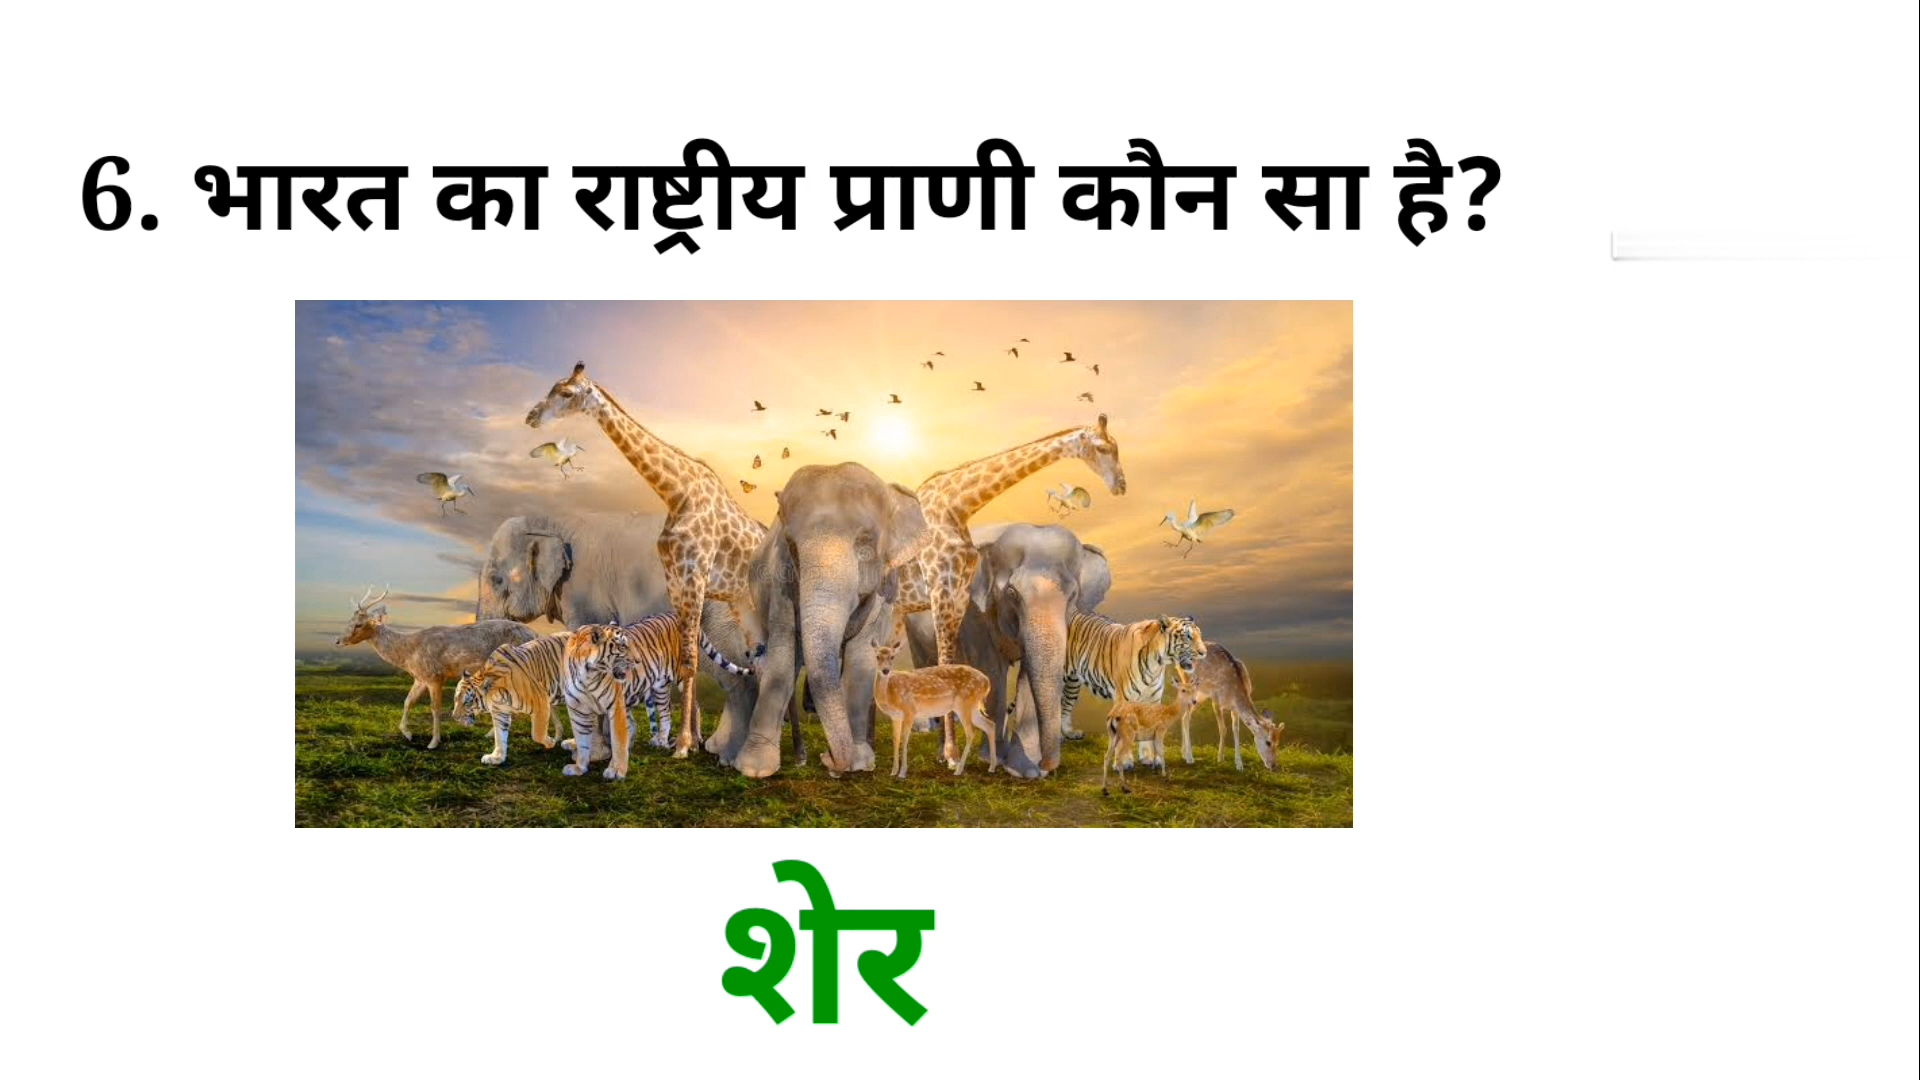 6. भारत का राष्ट्रीय प्राणी कौन सा है?
शेर